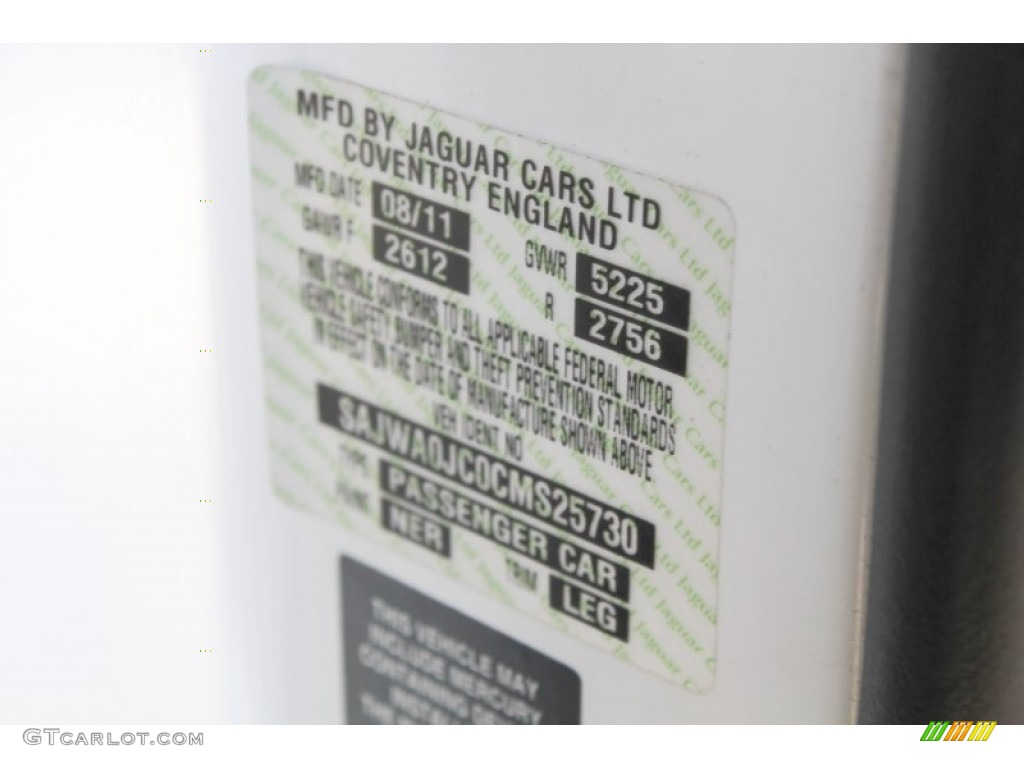 MFD BY JAGUAR CARS LTD
COVENTRY ENGLAND
MFD DATE 08/11 GVWR 5225
GAWR F 2612 R 2756
THIS VEHICLE CONFORMS TO ALL APPLICABLE FEDERAL MOTOR
VEHICLE SAFETY BUMPER AND THEFT PREVENTION STANDARDS
IN EFFECT ON THE DATE OF MANUFACTURE SHOWN ABOVE
VEH IDENT NO
SAJWA0JC0CMS25730
TYPE PASSENGER CAR
PAINT NER TRIM LEG
THIS VEHICLE MAY
INCLUDE MERCURY
CONTAINING
GTCARLOT.COM